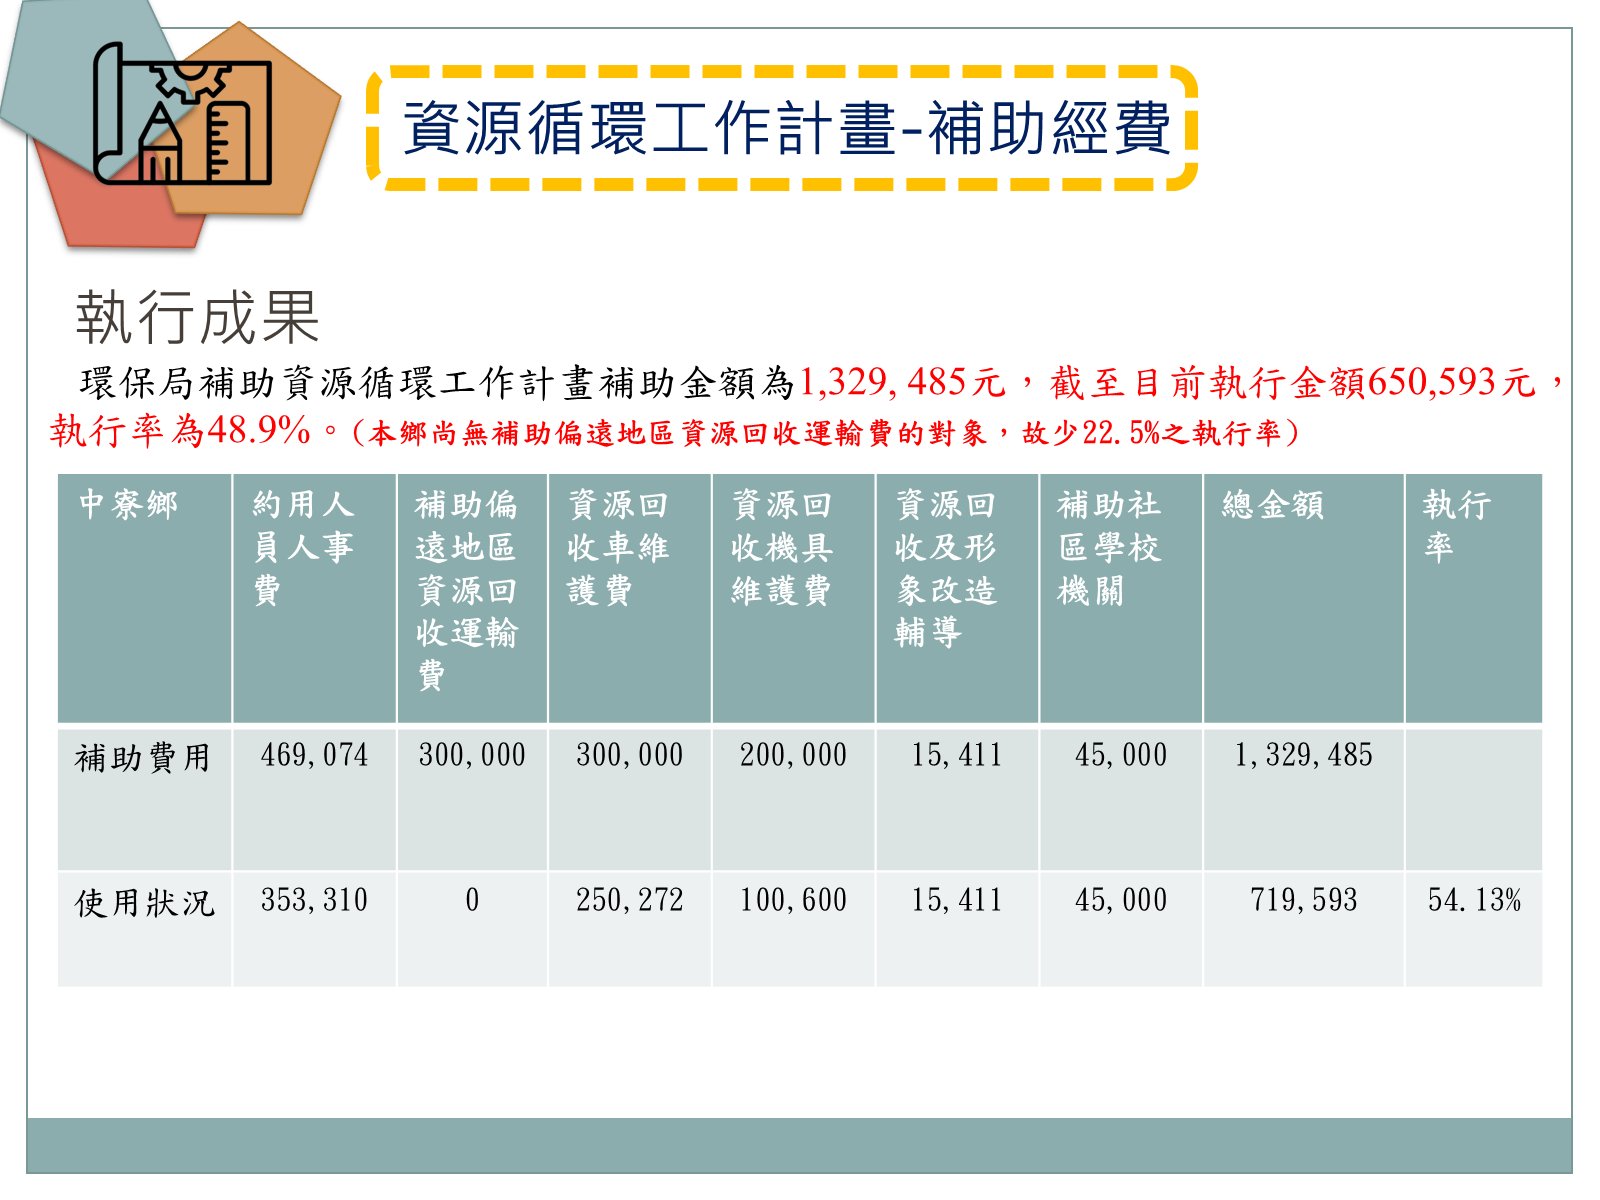 資源循環工作計畫-補助經費
執行成果
環保局補助資源循環工作計畫補助金額為1,329, 485元，截至目前執行金額650,593元，
執行率為48.9%。(本鄉尚無補助偏遠地區資源回收運輸費的對象，故少22.5%之執行率)
中寮鄉
約用人
員人事
費
補助偏
遠地區
資源回
收運輸
費
資源回
收車維
護費
資源回
收機具
維護費
資源回
收及形
象改造
輔導
補助社
區學校
機關
總金額
執行
率
補助費用 469,074 300,000 300,000 200,000 15,411 45,000 1,329,485
使用狀況 353,310 0 250,272 100,600 15,411 45,000 719,593 54.13%